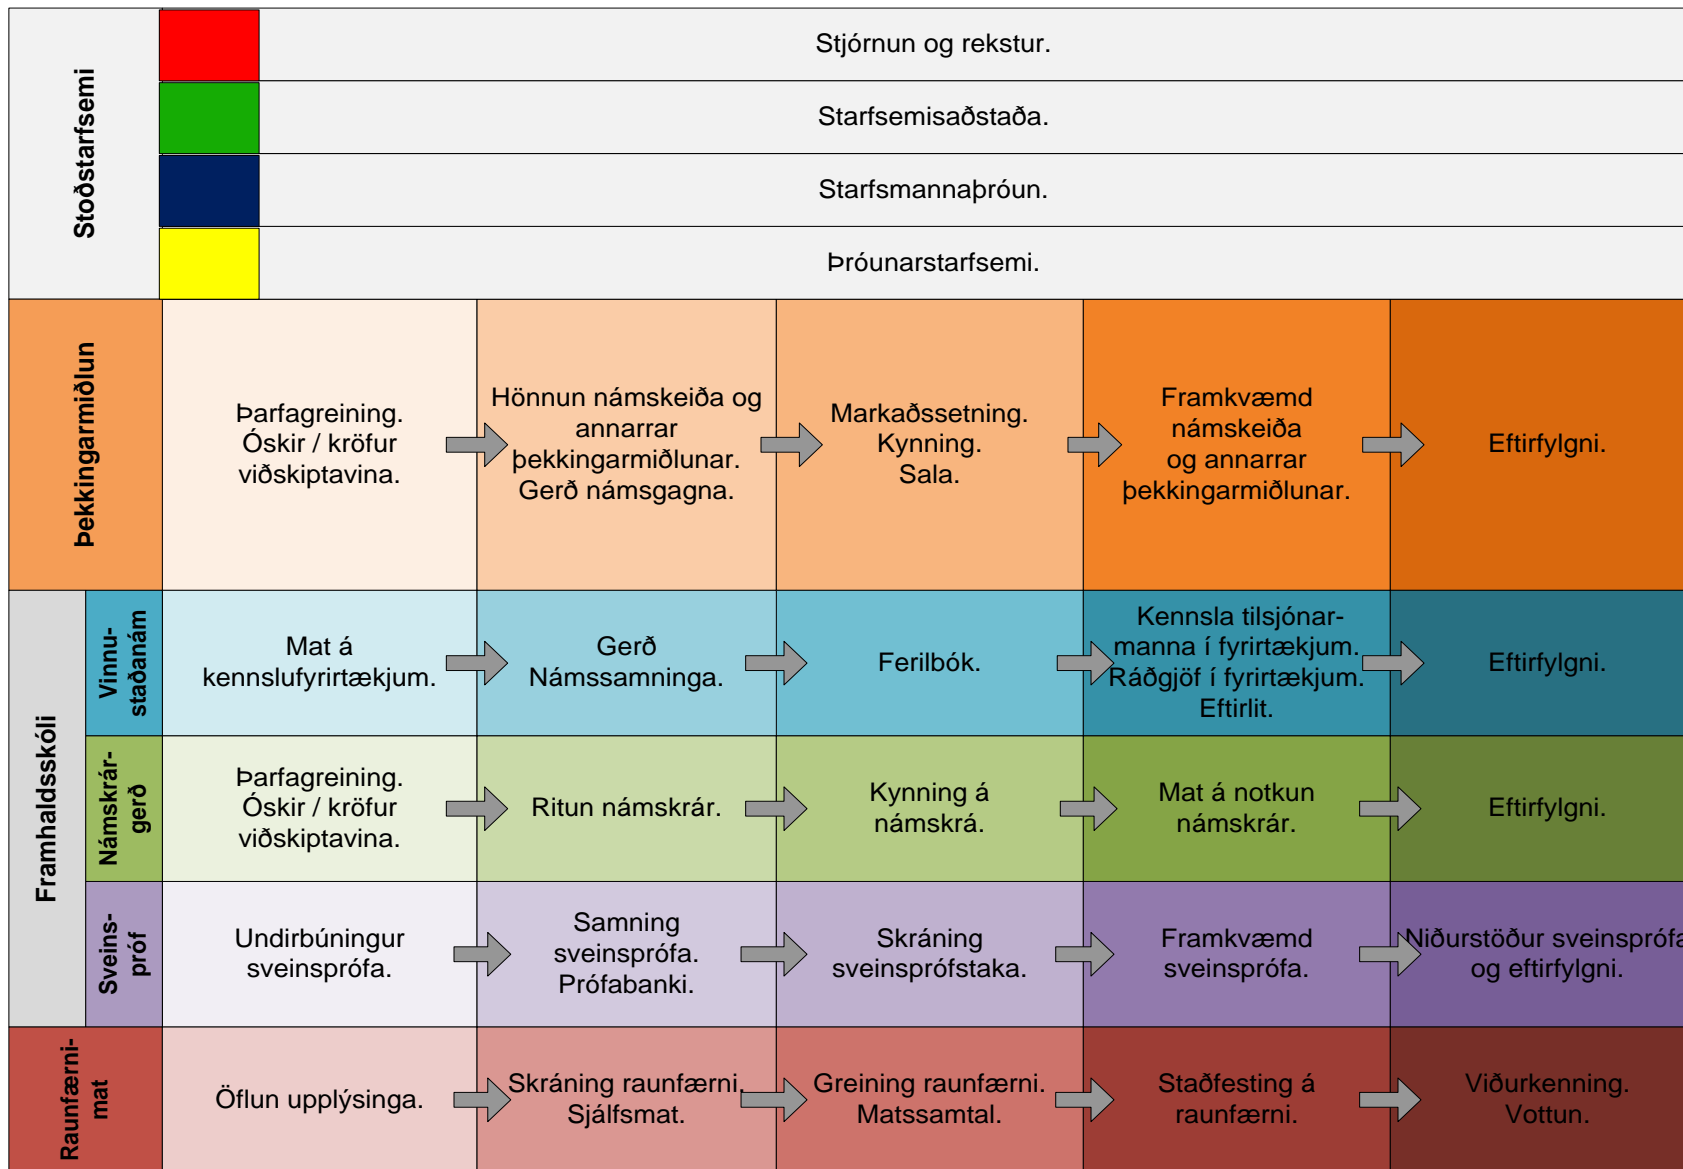 Stoðstarfsemi
Stjórnun og rekstur.
Starfsemisaðstaða.
Starfsmannaþróun.
Þróunarstarfsemi.
Þekkingarmiðlun
Þarfagreining.
Óskir / kröfur
viðskiptavina.
Hönnun námskeiða og
annarrar
þekkingarmiðlunar.
Gerð námsgagna.
Markaðssetning.
Kynning.
Sala.
Framkvæmd
námskeiða
og annarrar
þekkingarmiðlunar.
Eftirfylgni.
Framhaldsskóli
Vinnu-
staðanám
Mat á
kennslufyrirtækjum.
Gerð
Námssamninga.
Ferilbók.
Kennsla tilsjónar-
manna í fyrirtækjum.
Ráðgjöf í fyrirtækjum.
Eftirlit.
Eftirfylgni.
Námskrár-
gerð
Þarfagreining.
Óskir / kröfur
viðskiptavina.
Ritun námskrár.
Kynning á
námskrá.
Mat á notkun
námskrár.
Eftirfylgni.
Sveins-
próf
Undirbúningur
sveinsprófa.
Samning
sveinsprófa.
Prófabanki.
Skráning
sveinsprófstaka.
Framkvæmd
sveinsprófa.
Niðurstöður sveinsprófa
og eftirfylgni.
Raunfærni-
mat
Öflun upplýsinga.
Skráning raunfærni.
Sjálfsmat.
Greining raunfærni.
Matssamtal.
Staðfesting á
raunfærni.
Viðurkenning.
Vottun.